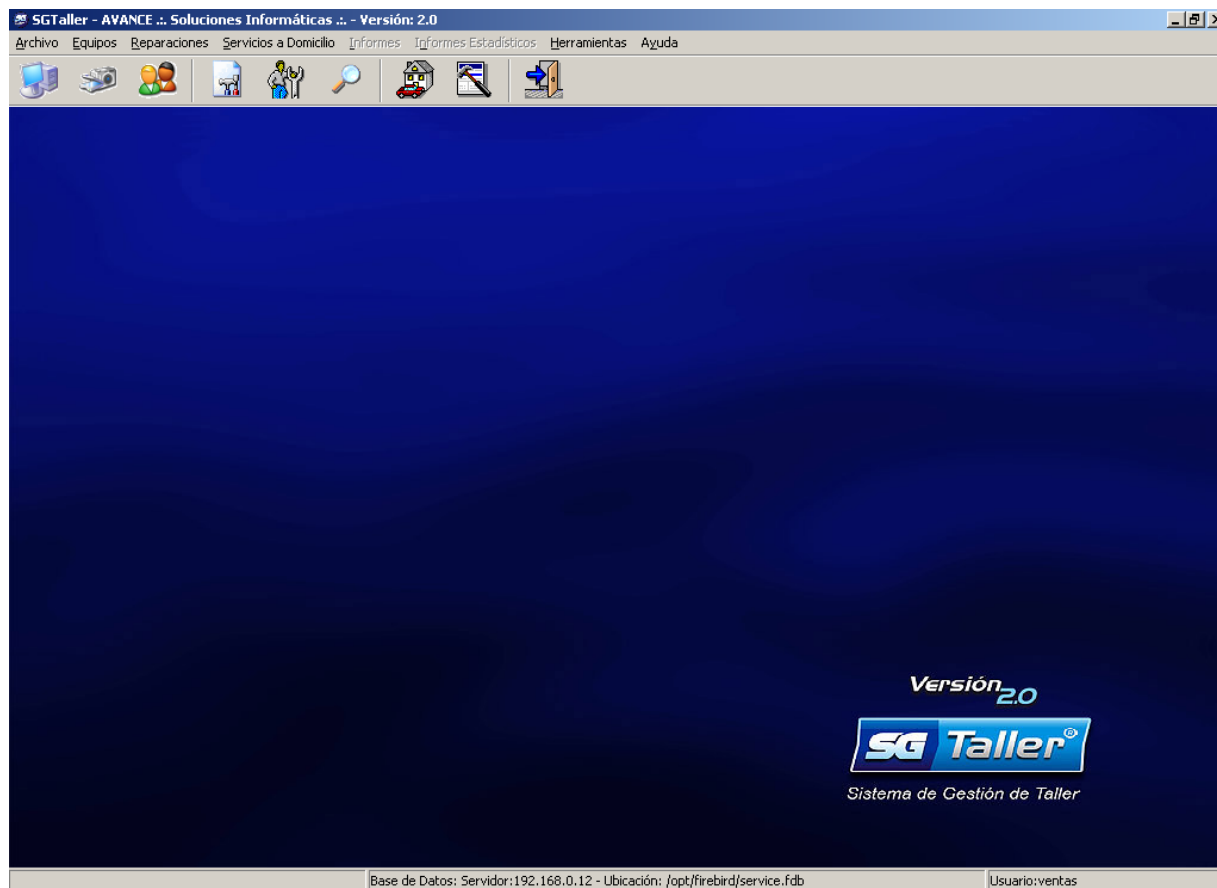 SGTaller - AVANCE .:. Soluciones Informáticas .:. - Versión: 2.0
Archivo Equipos Reparaciones Servicios a Domicilio Informes Informes Estadísticos Herramientas Ayuda
Versión 2.0
SG Taller®
Sistema de Gestión de Taller
Base de Datos: Servidor:192.168.0.12 - Ubicación: /opt/firebird/service.fdb Usuario:ventas